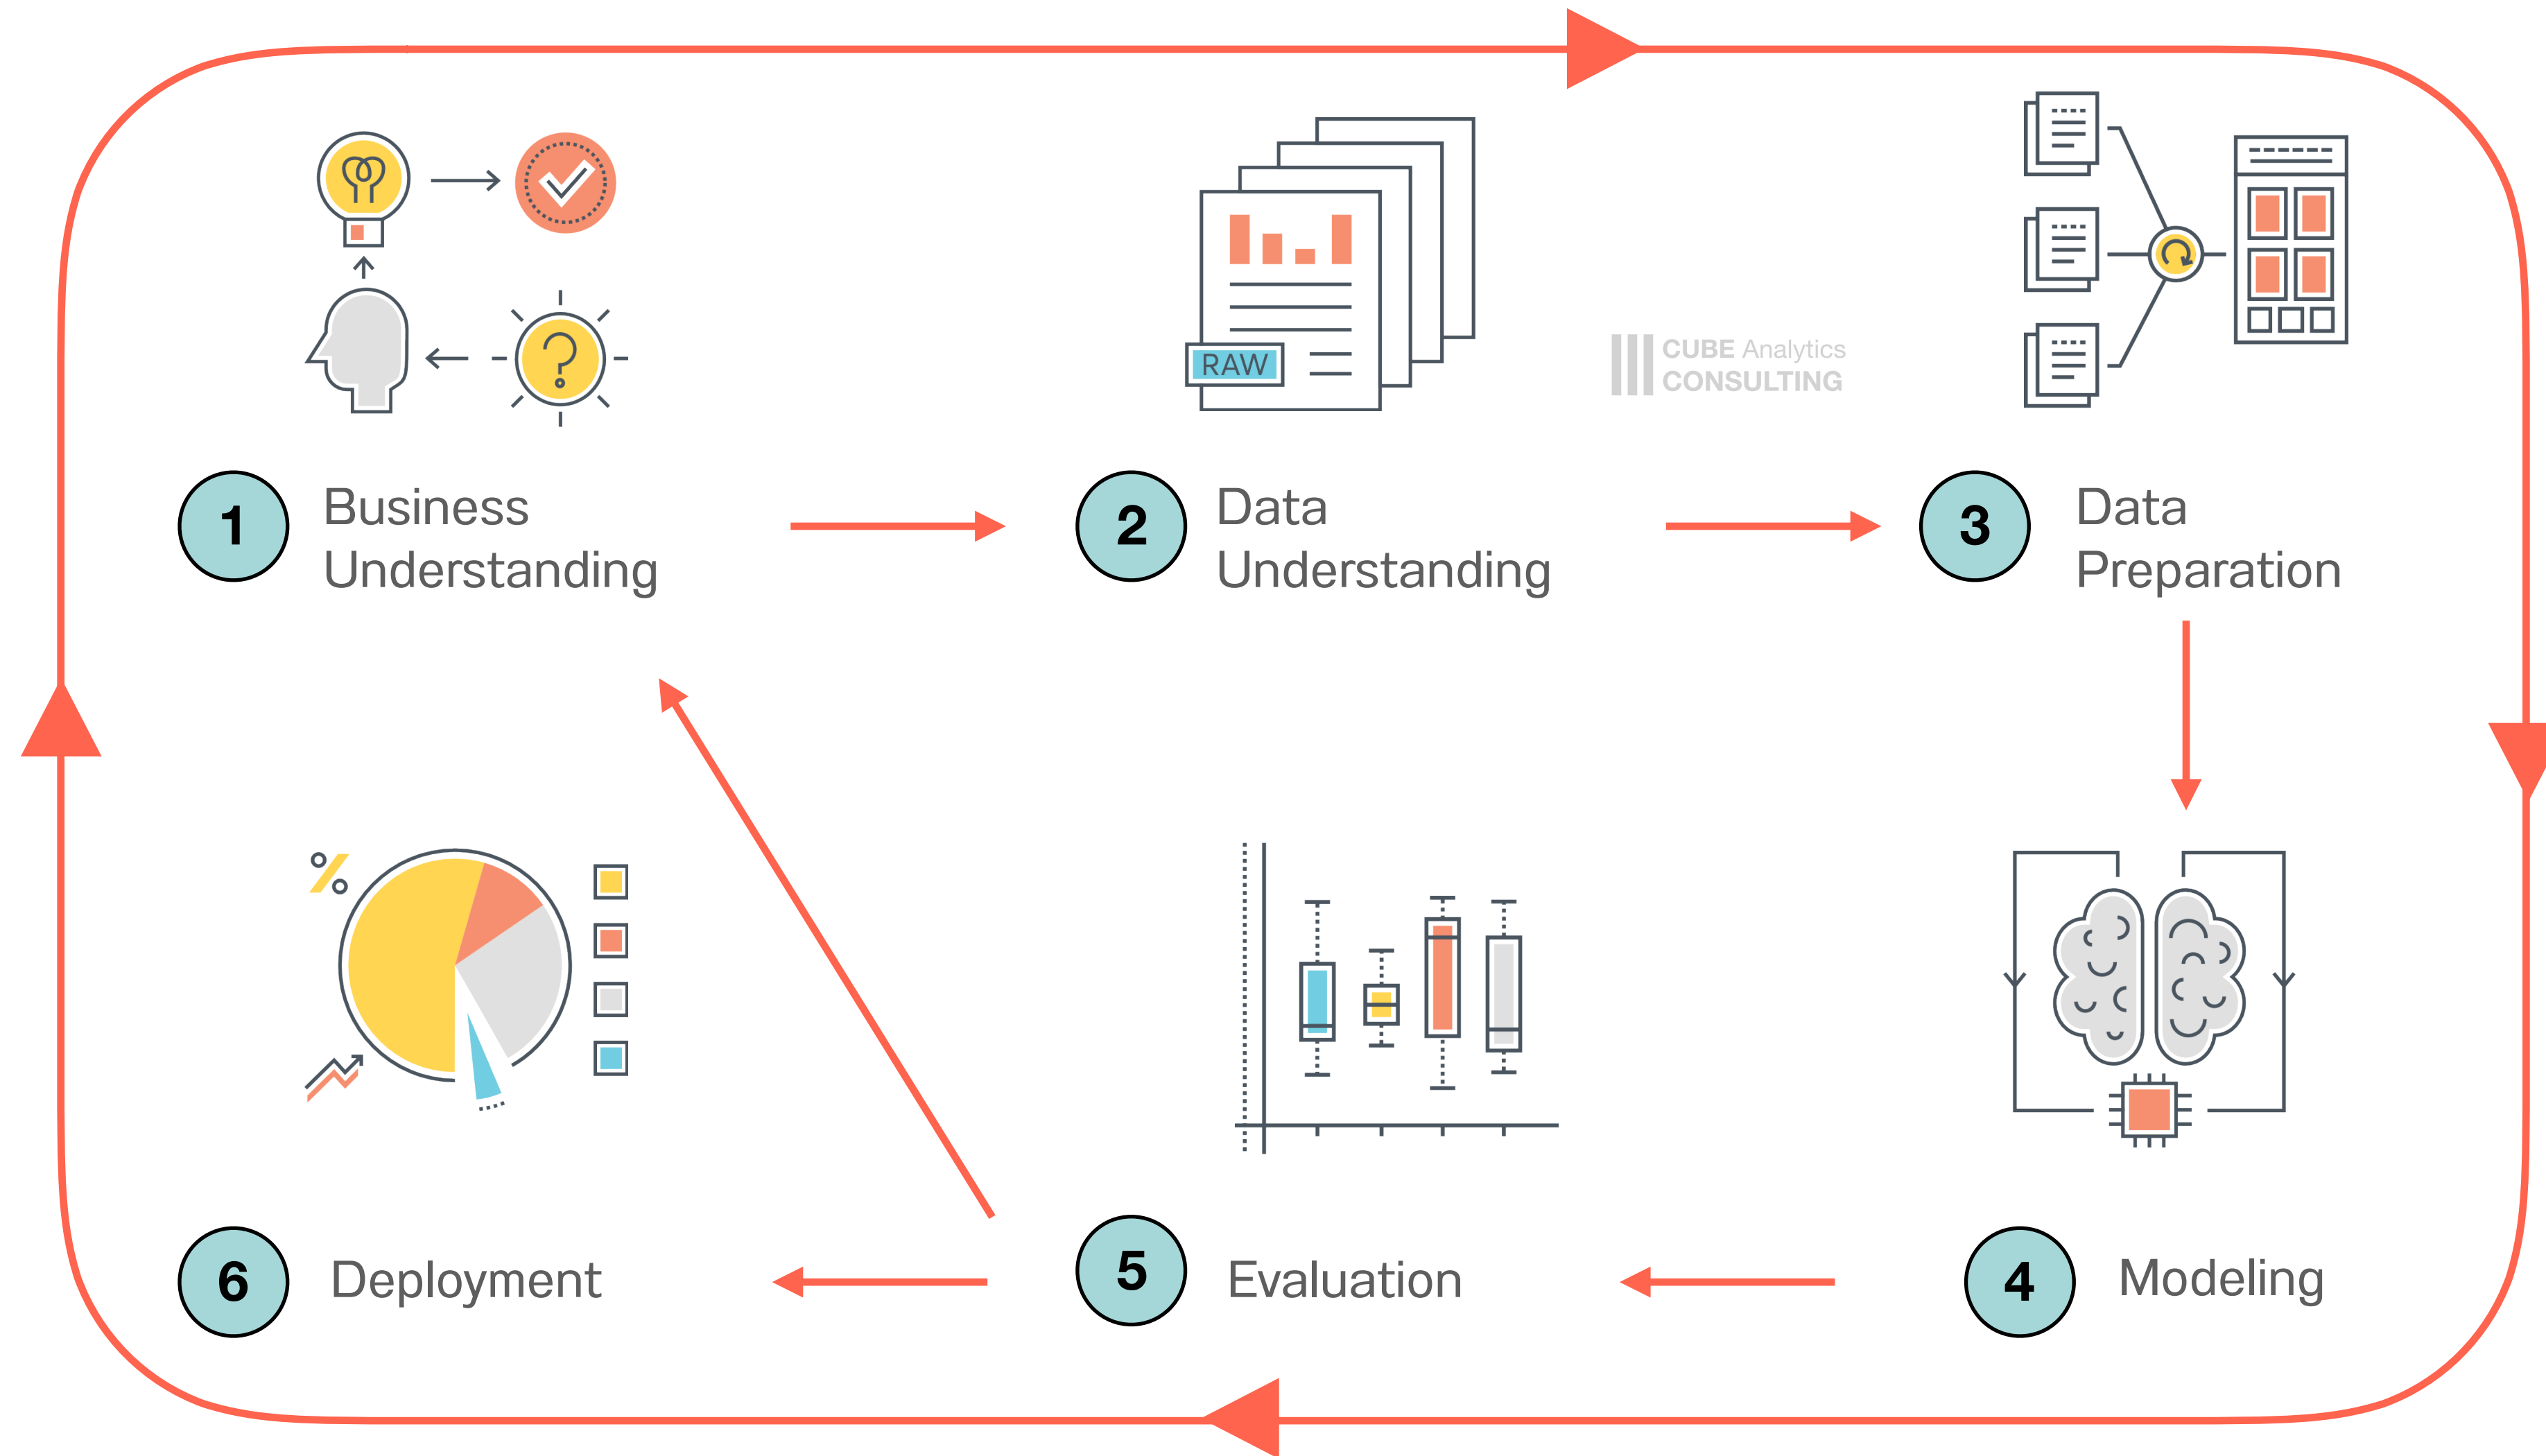 RAW
CUBE Analytics
CONSULTING
1
Business
Understanding
2
Data
Understanding
3
Data
Preparation
%
6
Deployment
5
Evaluation
4
Modeling